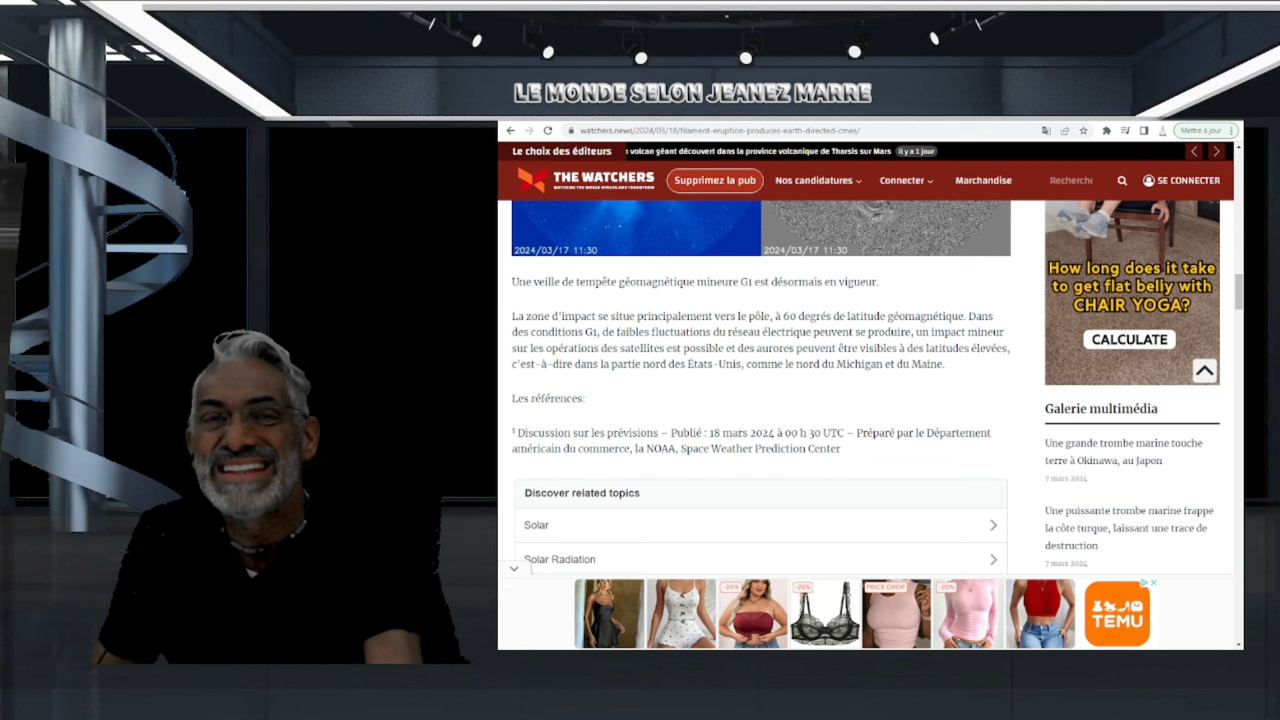 LE MONDE SELON JEANEZ MARRE
watchers.news/2024/03/18/filament-eruption-produces-earth-directed-cmes/
Mettre à jour
Le choix des éditeurs
volcan géant découvert dans la province volcanique de Tharsis sur Mars il y a 1 jour
THE WATCHERS
WATCHING THE WORLD EVOLVE AND TRANSFORM
Supprimez la pub
Nos candidatures
Connecter
Marchandise
Recherche
SE CONNECTER
2024/03/17 11:30
2024/03/17 11:30
Une veille de tempête géomagnétique mineure G1 est désormais en vigueur.
La zone d'impact se situe principalement vers le pôle, à 60 degrés de latitude géomagnétique. Dans
des conditions G1, de faibles fluctuations du réseau électrique peuvent se produire, un impact mineur
sur les opérations des satellites est possible et des aurores peuvent être visibles à des latitudes élevées,
c'est-à-dire dans la partie nord des États-Unis, comme le nord du Michigan et du Maine.
Les références:
¹ Discussion sur les prévisions – Publié : 18 mars 2024 à 00 h 30 UTC – Préparé par le Département
américain du commerce, la NOAA, Space Weather Prediction Center
Discover related topics
Solar
Solar Radiation
How long does it take
to get flat belly with
CHAIR YOGA?
CALCULATE
Galerie multimédia
Une grande trombe marine touche
terre à Okinawa, au Japon
7 mars 2024
Une puissante trombe marine frappe
la côte turque, laissant une trace de
destruction
7 mars 2024
-20%
-25%
PRICE DROP
-20%
TEMU